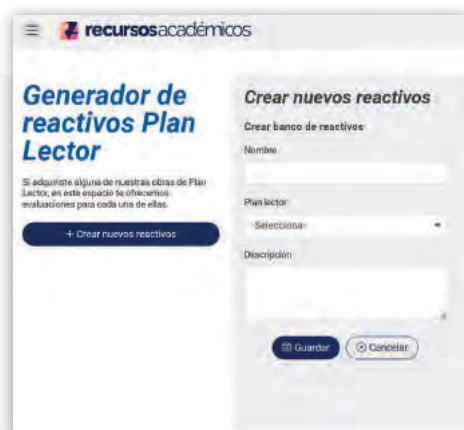 recursosacadémicos
Generador de
reactivos Plan
Lector
Si adquiriste alguna de nuestras obras de Plan
Lector, en este espacio te ofrecemos
evaluaciones para cada una de ellas.
+ Crear nuevos reactivos
Crear nuevos reactivos
Crear banco de reactivos
Nombre
Plan lector
Selecciona
Descripción
Guardar
Cancelar